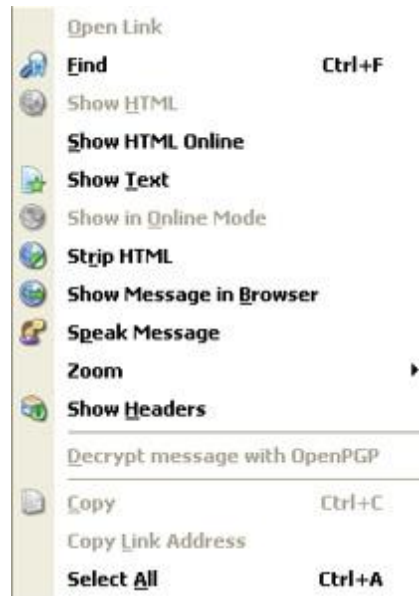 Open Link
Find Ctrl+F
Show HTML
Show HTML Online
Show Text
Show in Online Mode
Strip HTML
Show Message in Browser
Speak Message
Zoom
Show Headers
Decrypt message with OpenPGP
Copy Ctrl+C
Copy Link Address
Select All Ctrl+A